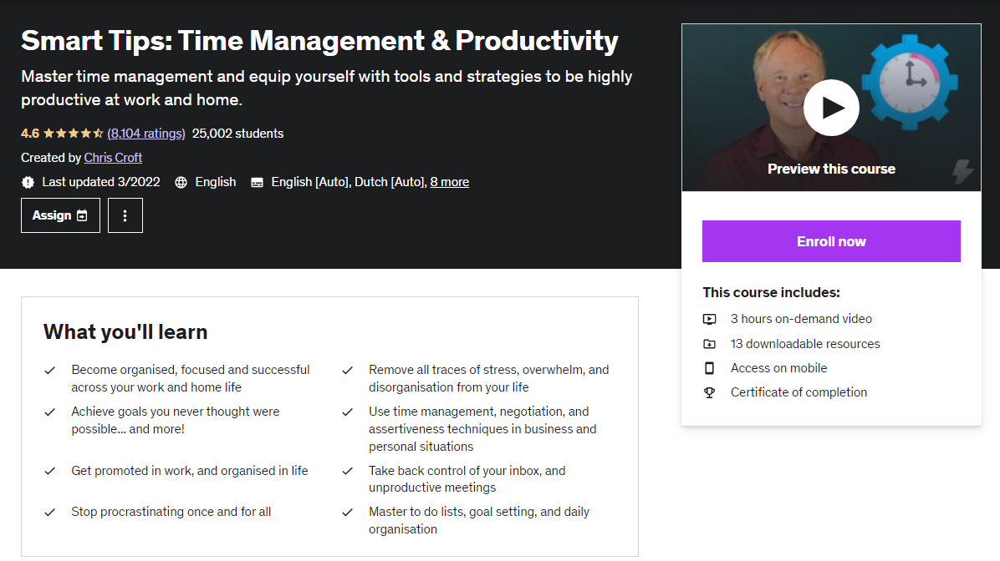 Smart Tips: Time Management & Productivity
Master time management and equip yourself with tools and strategies to be highly
productive at work and home.
4.6 (8,104 ratings) 25,002 students
Created by Chris Croft
Last updated 3/2022 English English [Auto], Dutch [Auto], 8 more
Assign
Preview this course
Enroll now
This course includes:
3 hours on-demand video
13 downloadable resources
Access on mobile
Certificate of completion
What you'll learn
Become organised, focused and successful
across your work and home life
Remove all traces of stress, overwhelm, and
disorganisation from your life
Achieve goals you never thought were
possible... and more!
Use time management, negotiation, and
assertiveness techniques in business and
personal situations
Get promoted in work, and organised in life
Take back control of your inbox, and
unproductive meetings
Stop procrastinating once and for all
Master to do lists, goal setting, and daily
organisation